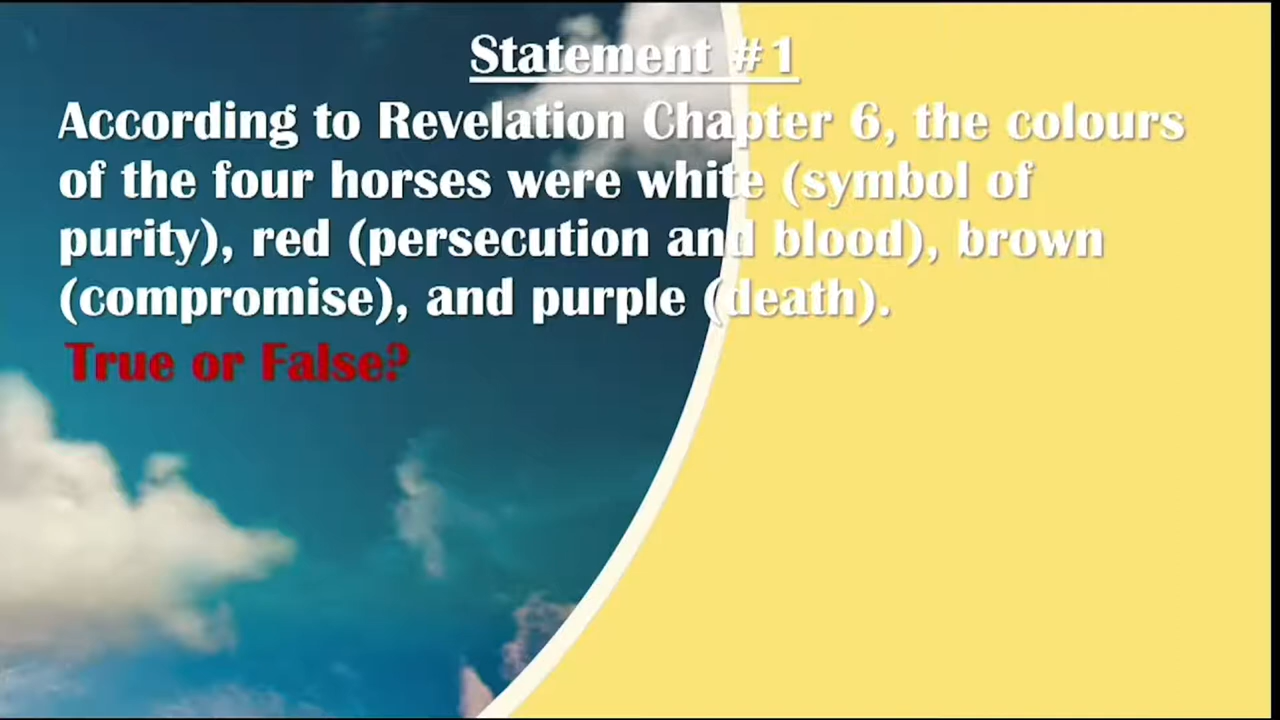 Statement #1
According to Revelation Chapter 6, the colours
of the four horses were white (symbol of
purity), red (persecution and blood), brown
(compromise), and purple (death).
True or False?